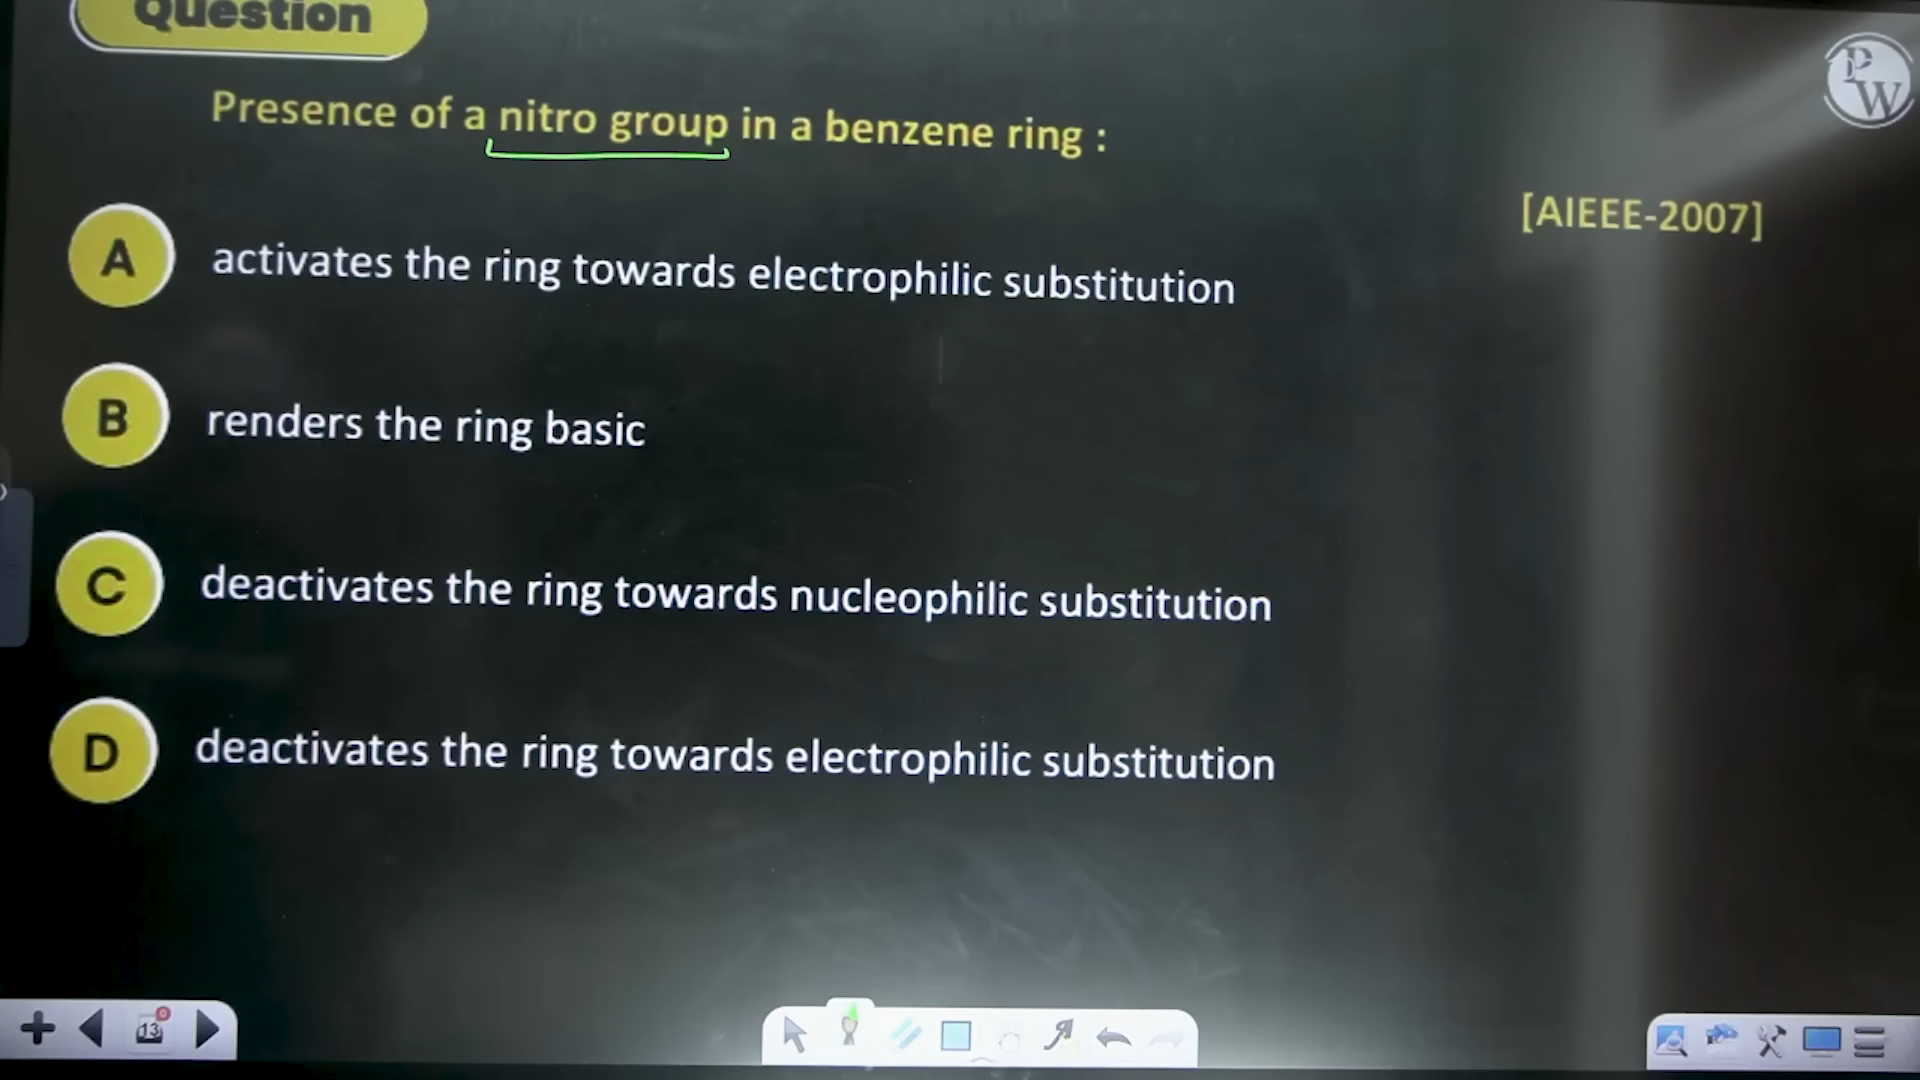 Question
PW
Presence of a nitro group in a benzene ring :
[AIEEE-2007]
A activates the ring towards electrophilic substitution
B renders the ring basic
C deactivates the ring towards nucleophilic substitution
D deactivates the ring towards electrophilic substitution
13